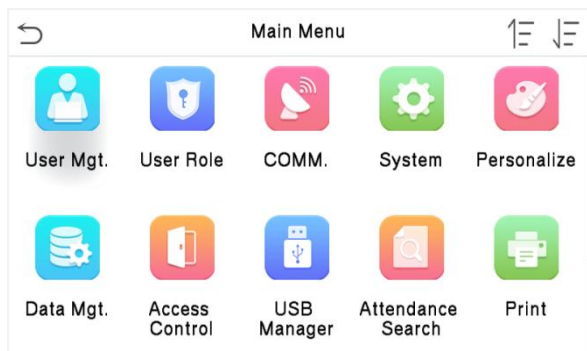 Main Menu
User Mgt.
User Role
COMM.
System
Personalize
Data Mgt.
Access
Control
USB
Manager
Attendance
Search
Print